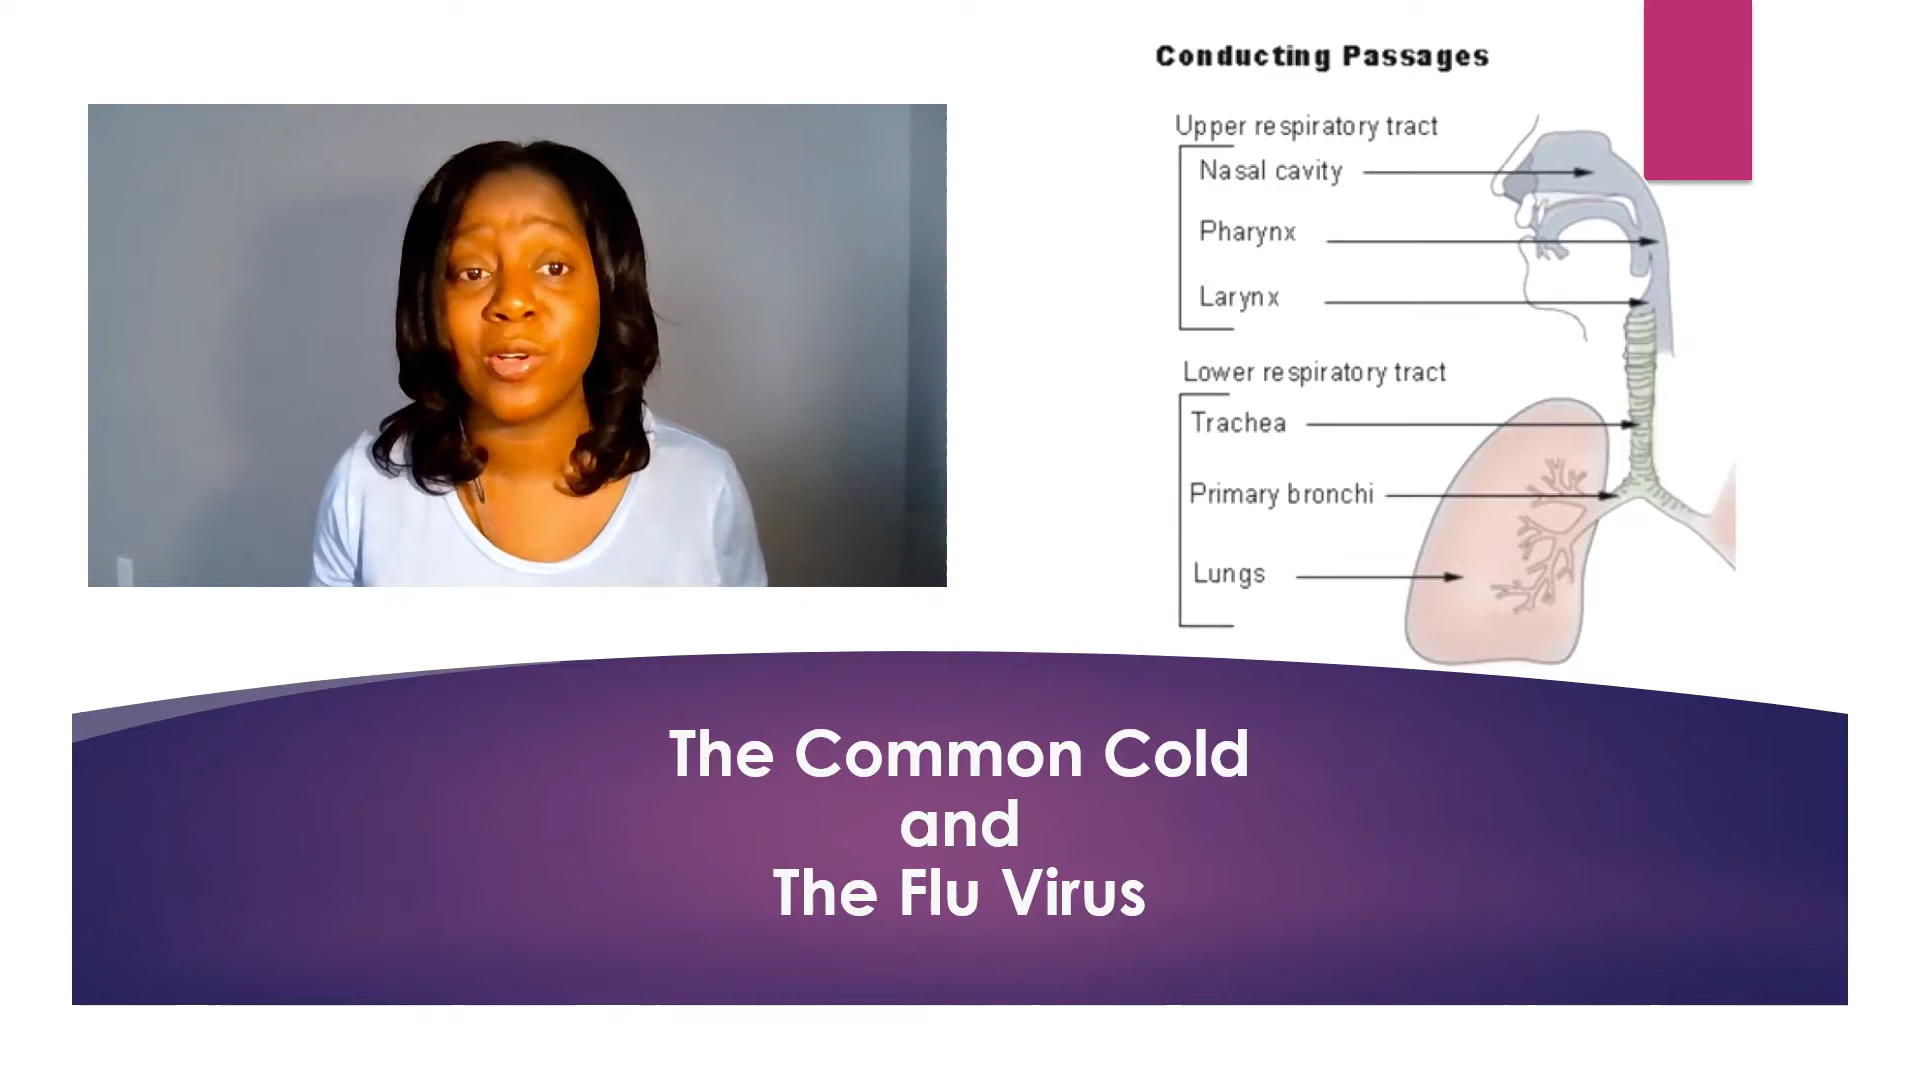 Conducting Passages
Upper respiratory tract
Nasal cavity
Pharynx
Larynx
Lower respiratory tract
Trachea
Primary bronchi
Lungs
The Common Cold
and
The Flu Virus